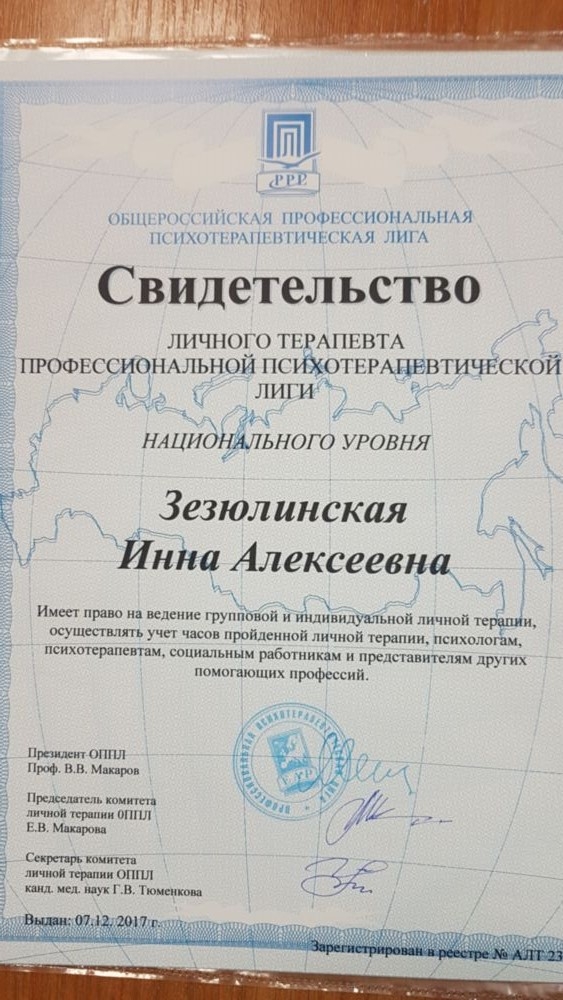 РРР
ОБЩЕРОССИЙСКАЯ ПРОФЕССИОНАЛЬНАЯ
ПСИХОТЕРАПЕВТИЧЕСКАЯ ЛИГА
Свидетельство
ЛИЧНОГО ТЕРАПЕВТА
ПРОФЕССИОНАЛЬНОЙ ПСИХОТЕРАПЕВТИЧЕСКОЙ
ЛИГИ
НАЦИОНАЛЬНОГО УРОВНЯ
Зезюлинская
Инна Алексеевна
Имеет право на ведение групповой и индивидуальной личной терапии,
осуществлять учет часов пройденной личной терапии, психологам,
психотерапевтам, социальным работникам и представителям других
помогающих профессий.
Президент ОППЛ
Проф. В.В. Макаров
Председатель комитета
личной терапии 0ППЛ
Е.В. Макарова
Секретарь комитета
личной терапии ОППЛ
канд. мед. наук Г.В. Тюменкова
Выдан: 07.12. 2017 г.
Зарегистрирован в реестре № АЛТ 23